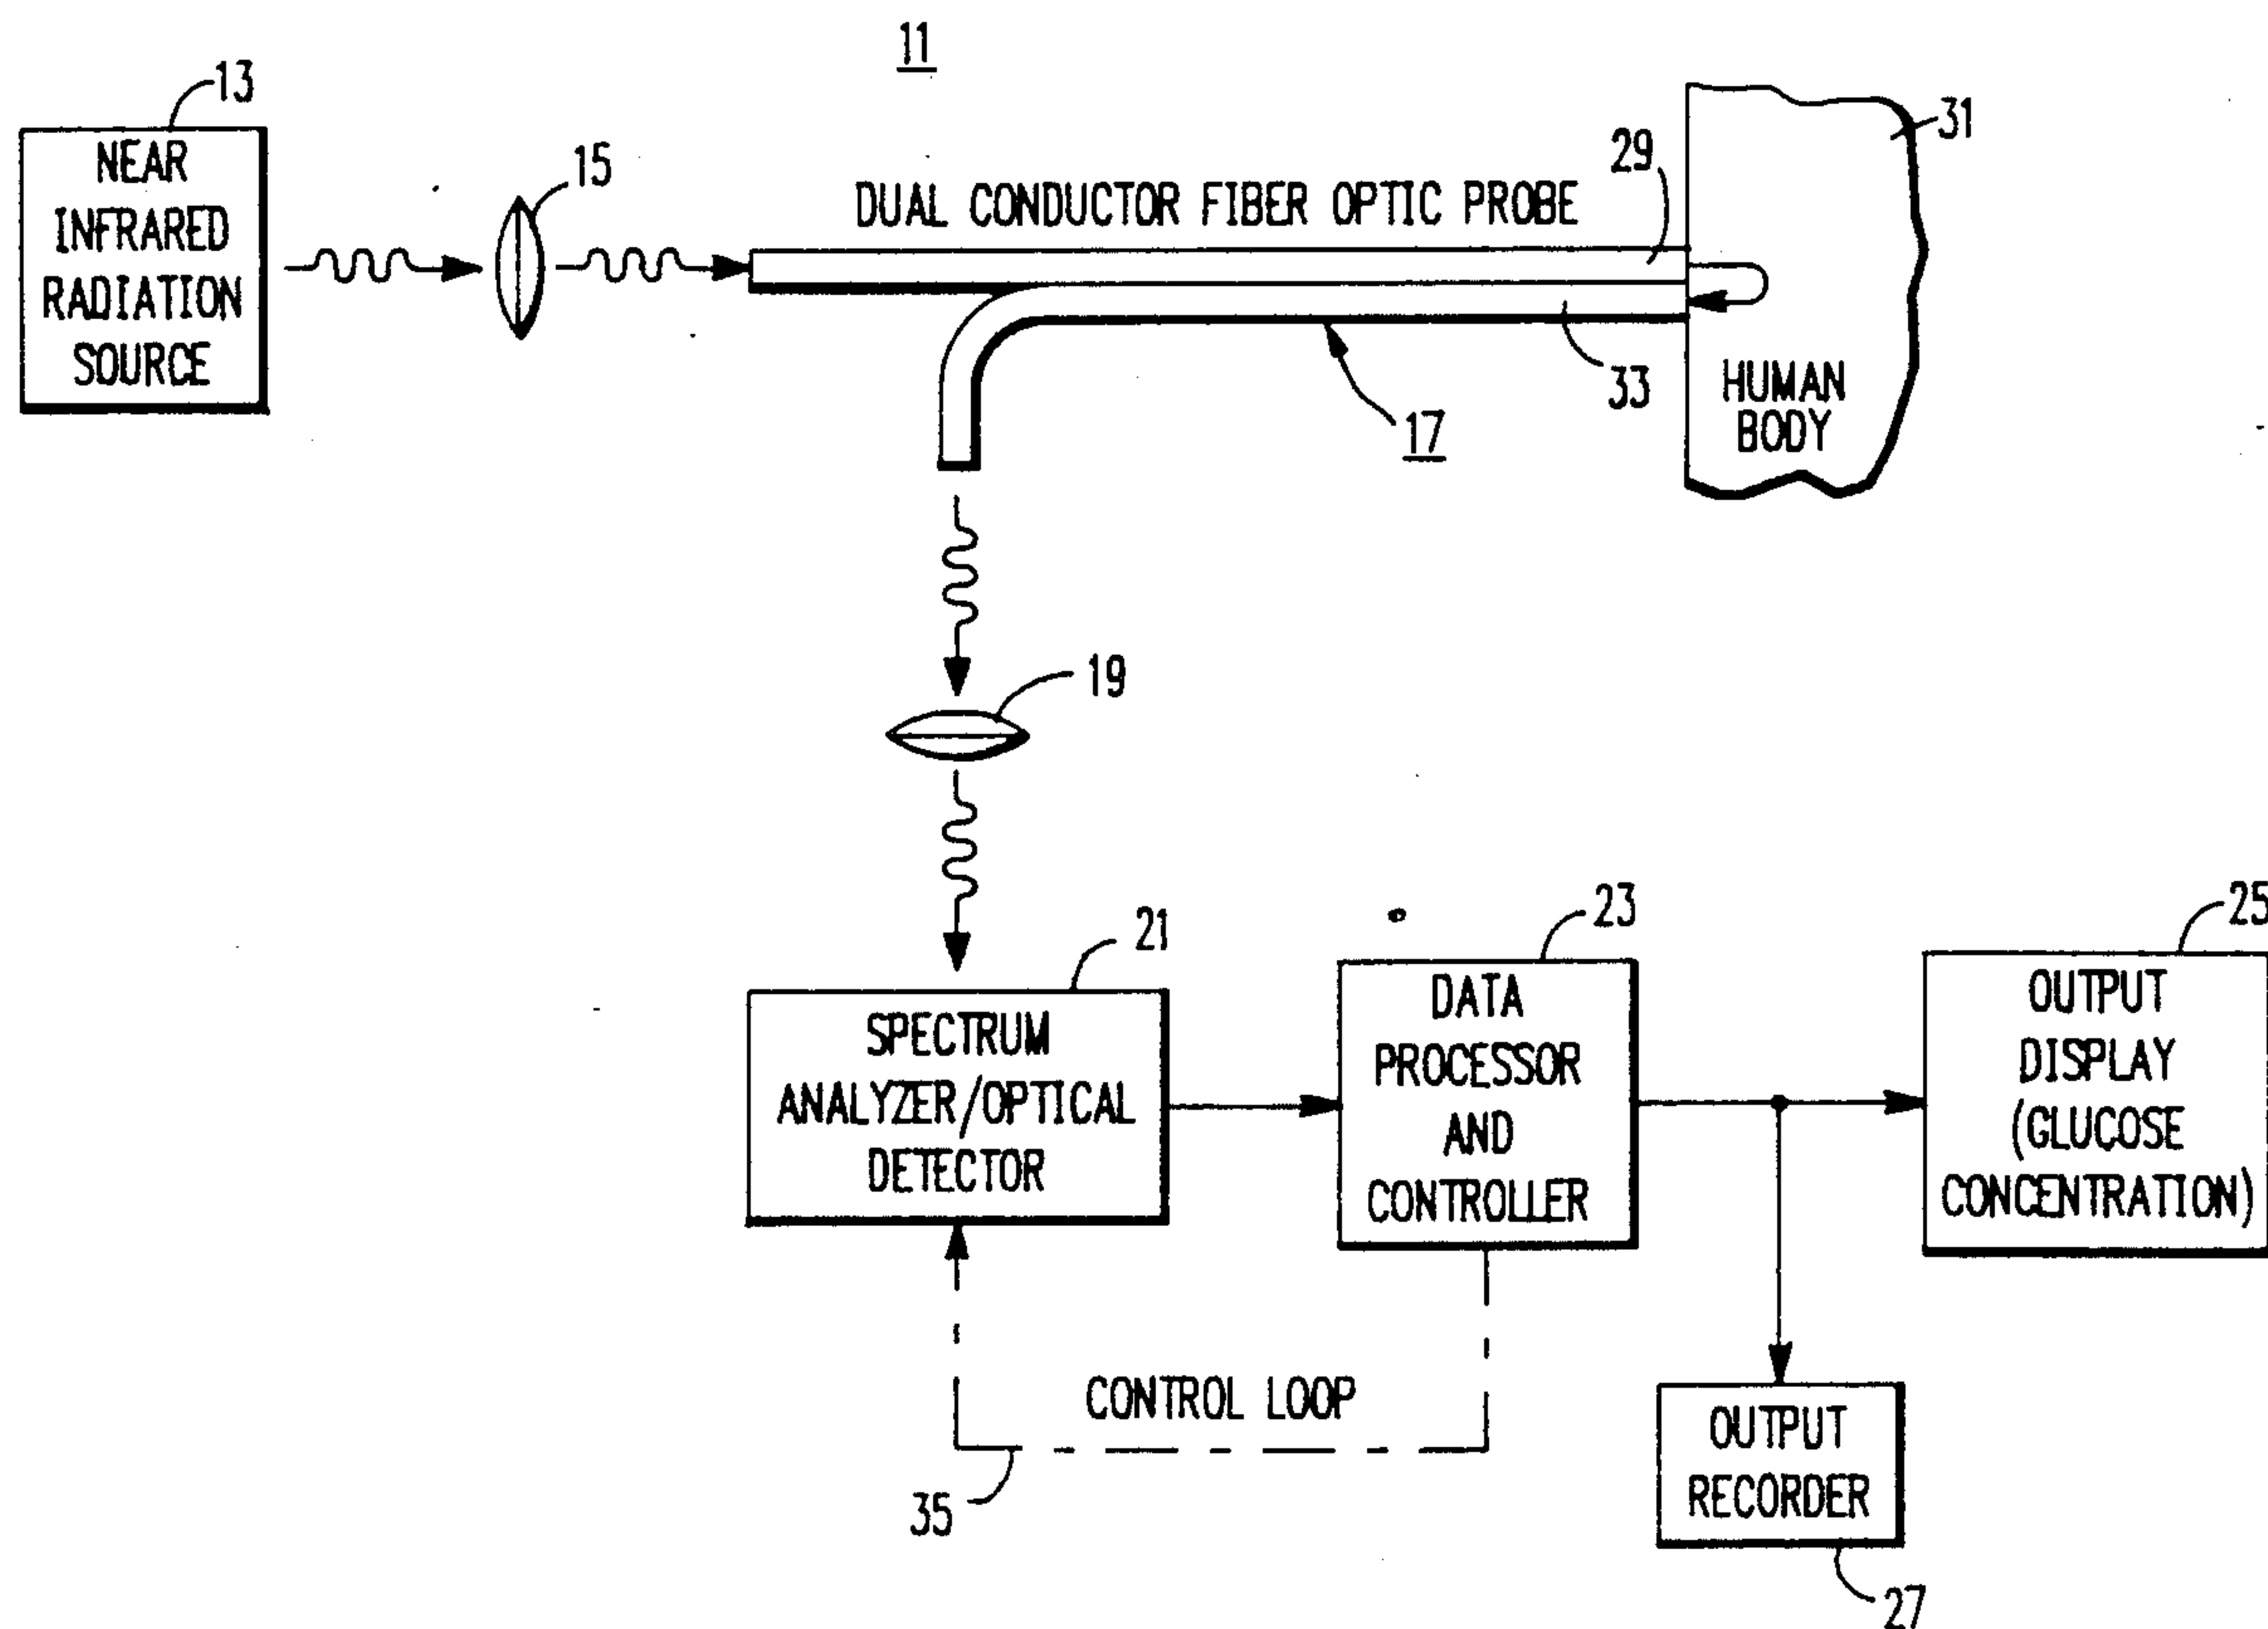 11
13
NEAR
INFRARED
RADIATION
SOURCE
15
DUAL CONDUCTOR FIBER OPTIC PROBE
29
31
33
17
HUMAN
BODY
19
21
SPECTRUM
ANALYZER/OPTICAL
DETECTOR
23
DATA
PROCESSOR
AND
CONTROLLER
25
OUTPUT
DISPLAY
(GLUCOSE
CONCENTRATION)
CONTROL LOOP
35
OUTPUT
RECORDER
27